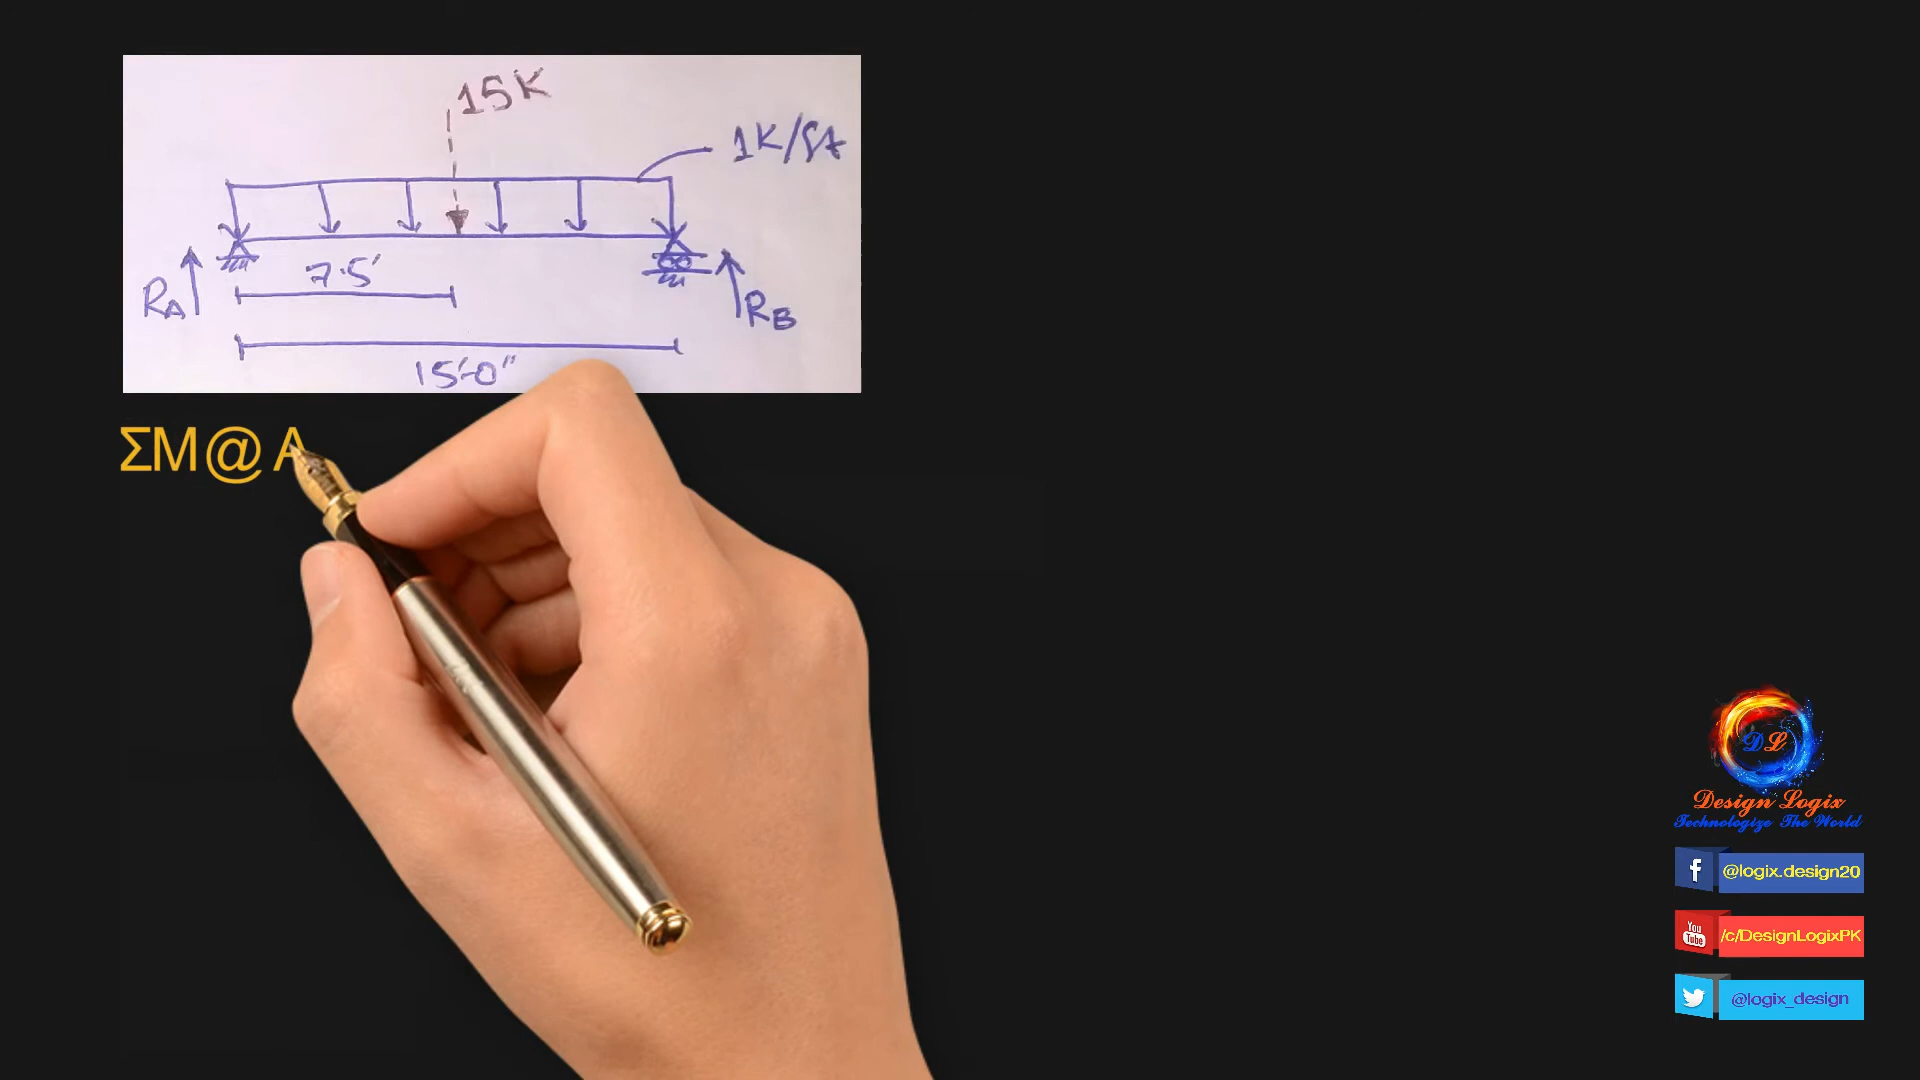 15K
1K/ft
7.5'
RA
RB
15'-0"
ΣM@A
DL
Design Logix
Technologize The World
f
@logix.design20
You
Tube
/c/DesignLogixPK
@logix_design